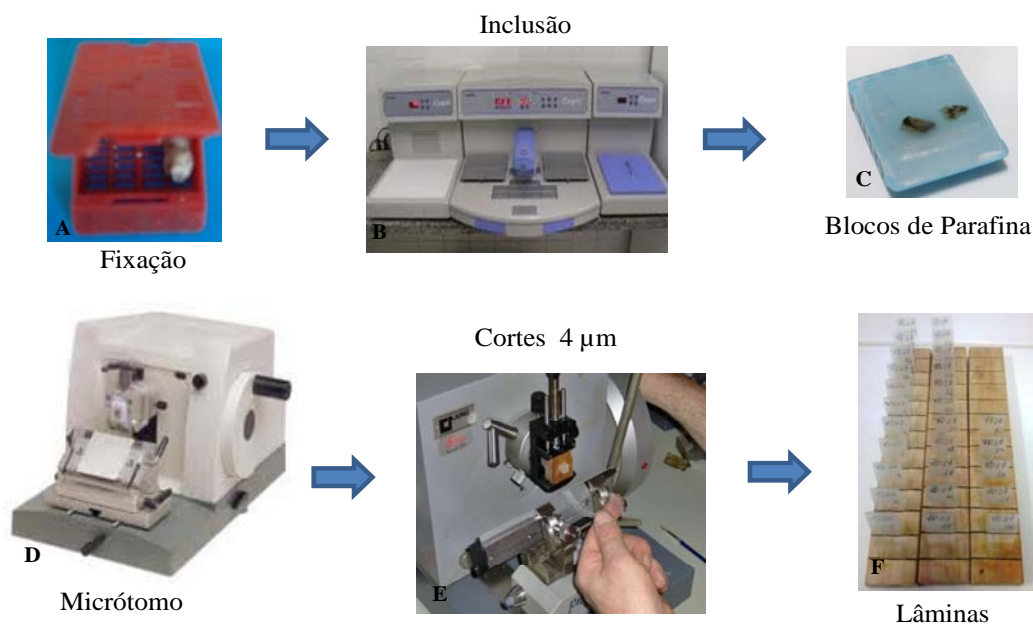 Inclusão
A
Fixação
B
C
Blocos de Parafina
D
Micrótomo
Cortes 4 µm
E
F
Lâminas